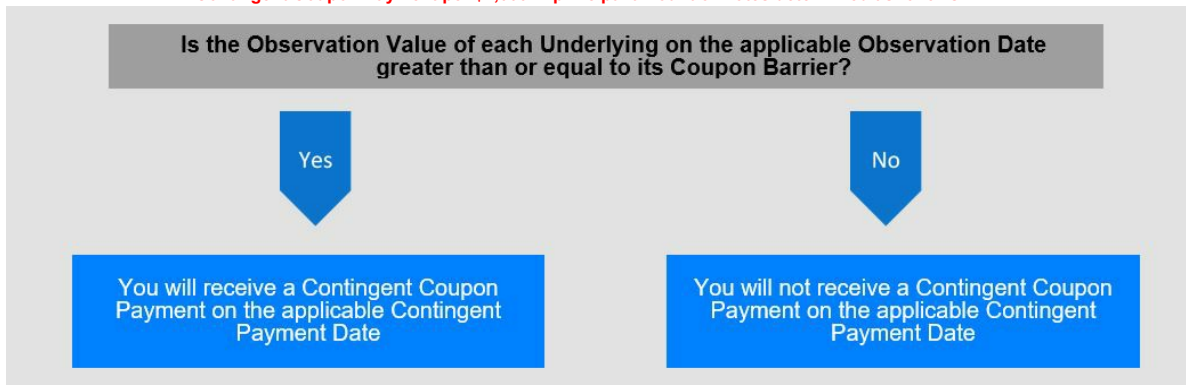 Is the Observation Value of each Underlying on the applicable Observation Date
greater than or equal to its Coupon Barrier?
Yes
No
You will receive a Contingent Coupon
Payment on the applicable Contingent
Payment Date
You will not receive a Contingent Coupon
Payment on the applicable Contingent
Payment Date